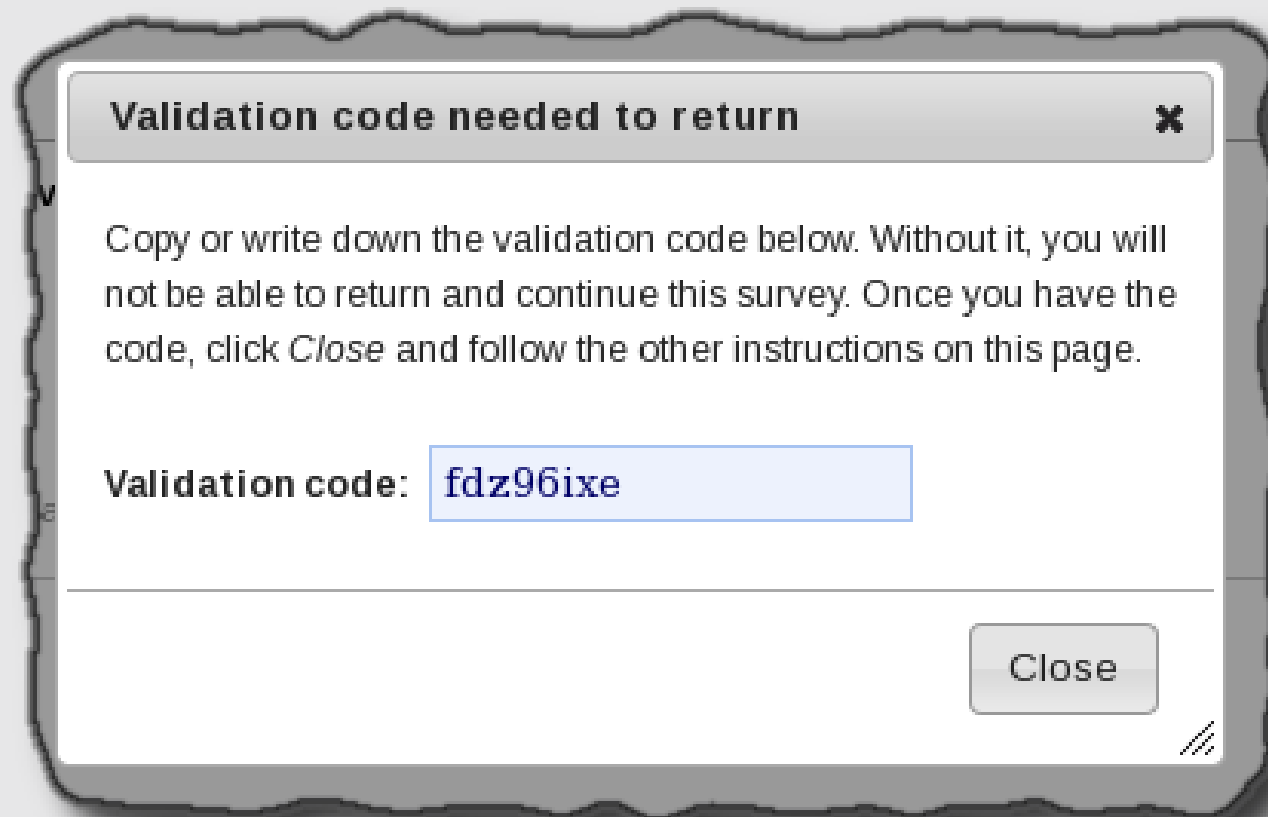 Validation code needed to return
Copy or write down the validation code below. Without it, you will
not be able to return and continue this survey. Once you have the
code, click Close and follow the other instructions on this page.
Validation code: fdz96ixe
Close